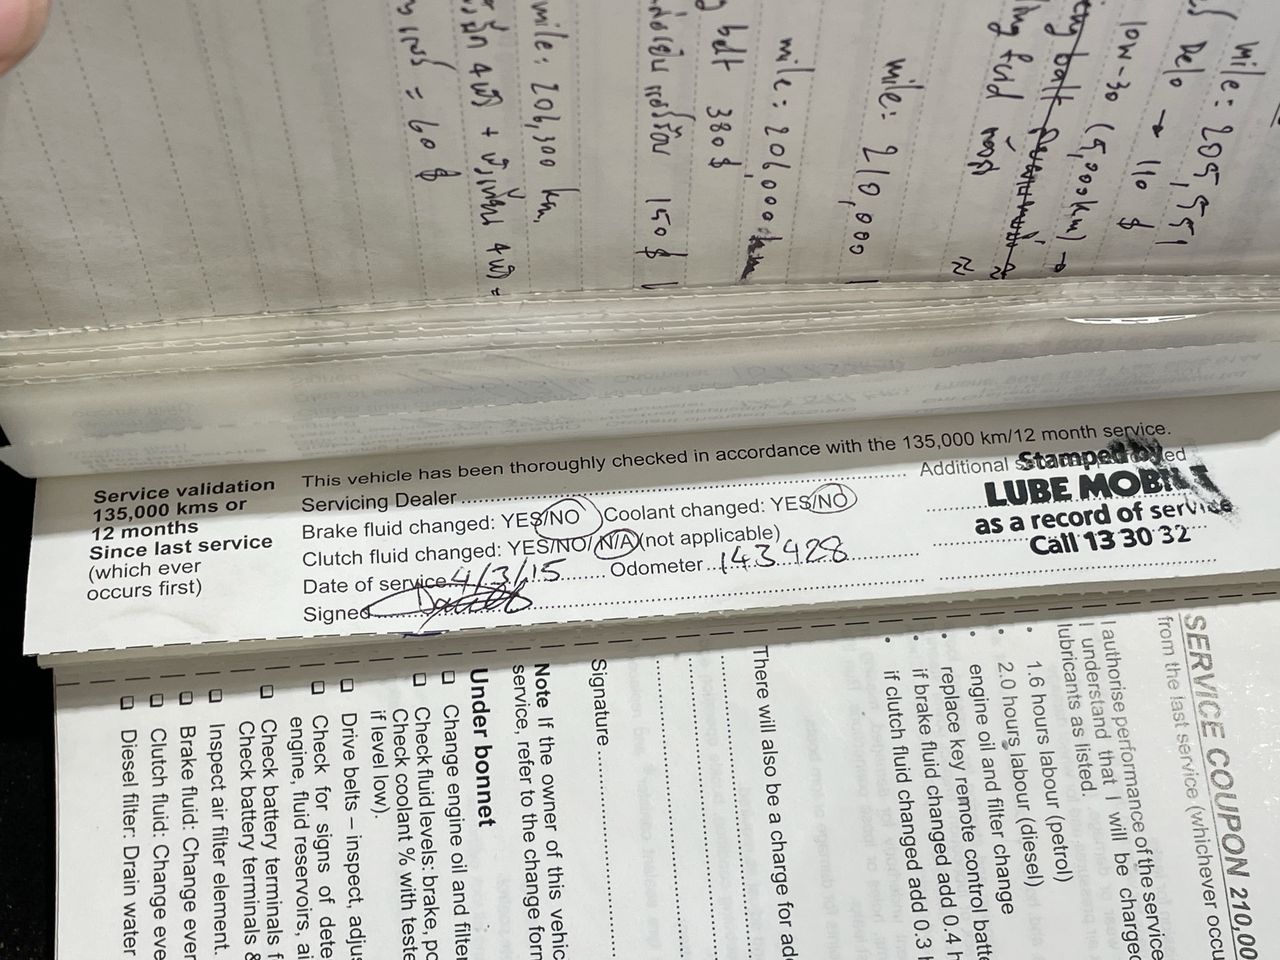 mile: 205,551
Delo → 110 $
10w-30 (5,000km) →
mile: 210,000
mile: 206,000 km
belt 380 $
150 $
mile: 206,300 km.
= 60 $
Service validation
135,000 kms or
12 months
Since last service
(which ever
occurs first)
This vehicle has been thoroughly checked in accordance with the 135,000 km/12 month service.
Servicing Dealer
Additional
Brake fluid changed: YES/NO Coolant changed: YES/NO
Clutch fluid changed: YES/NO/N/A (not applicable)
Date of service 4/3/15 Odometer 143428
Signed
Stamped by
LUBE MOBILE
as a record of service
Call 13 30 32
SERVICE COUPON 210,00
from the last service (whichever occu
I authorise performance of the service
I understand that I will be charged
lubricants as listed.
• 1.6 hours labour (petrol)
• 2.0 hours labour (diesel)
• engine oil and filter change
• replace key remote control batt
• if brake fluid changed add 0.4 h
• if clutch fluid changed add 0.3 h
There will also be a charge for add
Signature
Note If the owner of this vehic
service, refer to the change form
Under bonnet
Change engine oil and filter
Check fluid levels: brake, po
Check coolant % with teste
if level low).
Drive belts – inspect, adjus
Check for signs of dete
engine, fluid reservoirs, ai
Check battery terminals f
Check battery terminals &
Inspect air filter element.
Brake fluid: Change ever
Clutch fluid: Change eve
Diesel filter: Drain water